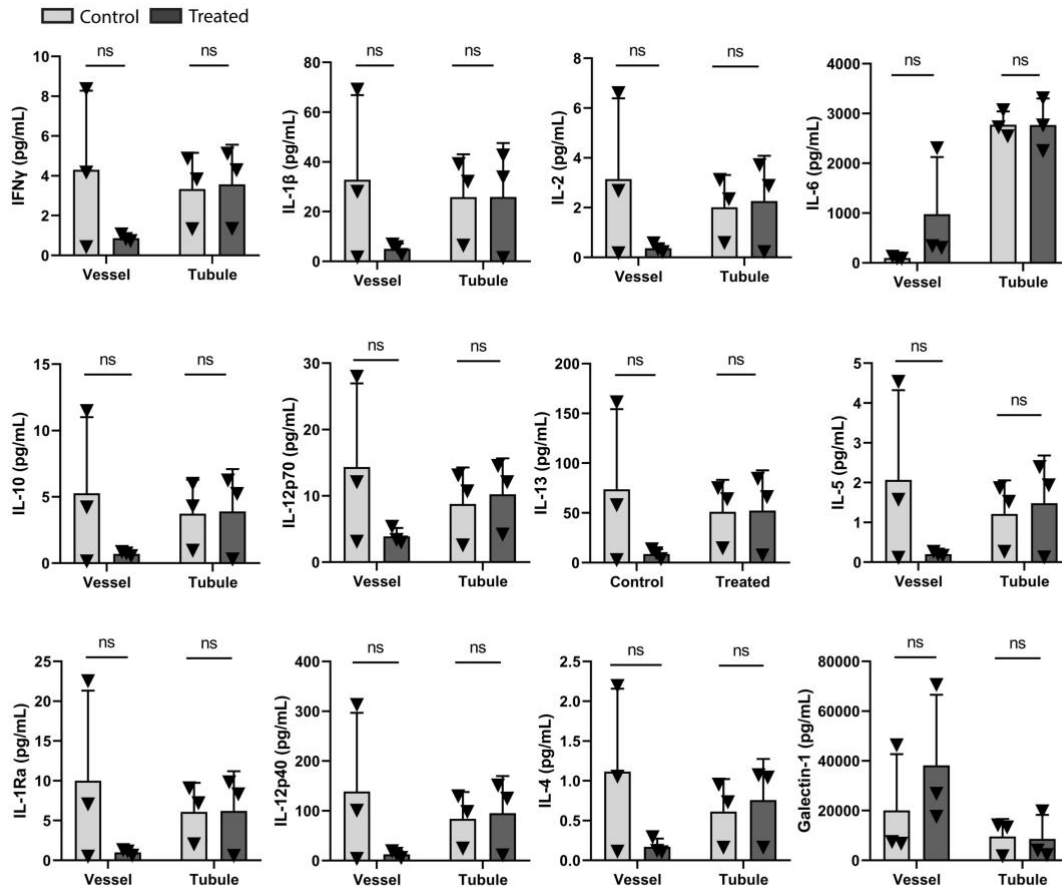 Control Treated
ns ns
IFNγ (pg/mL)
10
8
6
4
2
0
Vessel Tubule
ns ns
IL-1β (pg/mL)
80
60
40
20
0
Vessel Tubule
ns ns
IL-2 (pg/mL)
8
6
4
2
0
Vessel Tubule
ns ns
IL-6 (pg/mL)
4000
3000
2000
1000
0
Vessel Tubule
ns ns
IL-10 (pg/mL)
15
10
5
0
Vessel Tubule
ns ns
IL-12p70 (pg/mL)
30
20
10
0
Vessel Tubule
ns ns
IL-13 (pg/mL)
200
150
100
50
0
Control Treated
ns
ns
IL-5 (pg/mL)
5
4
3
2
1
0
Vessel Tubule
ns ns
IL-1Ra (pg/mL)
25
20
15
10
5
0
Vessel Tubule
ns ns
IL-12p40 (pg/mL)
400
300
200
100
0
Vessel Tubule
ns ns
IL-4 (pg/mL)
2.5
2.0
1.5
1.0
0.5
0.0
Vessel Tubule
ns ns
Galectin-1 (pg/mL)
80000
60000
40000
20000
0
Vessel Tubule